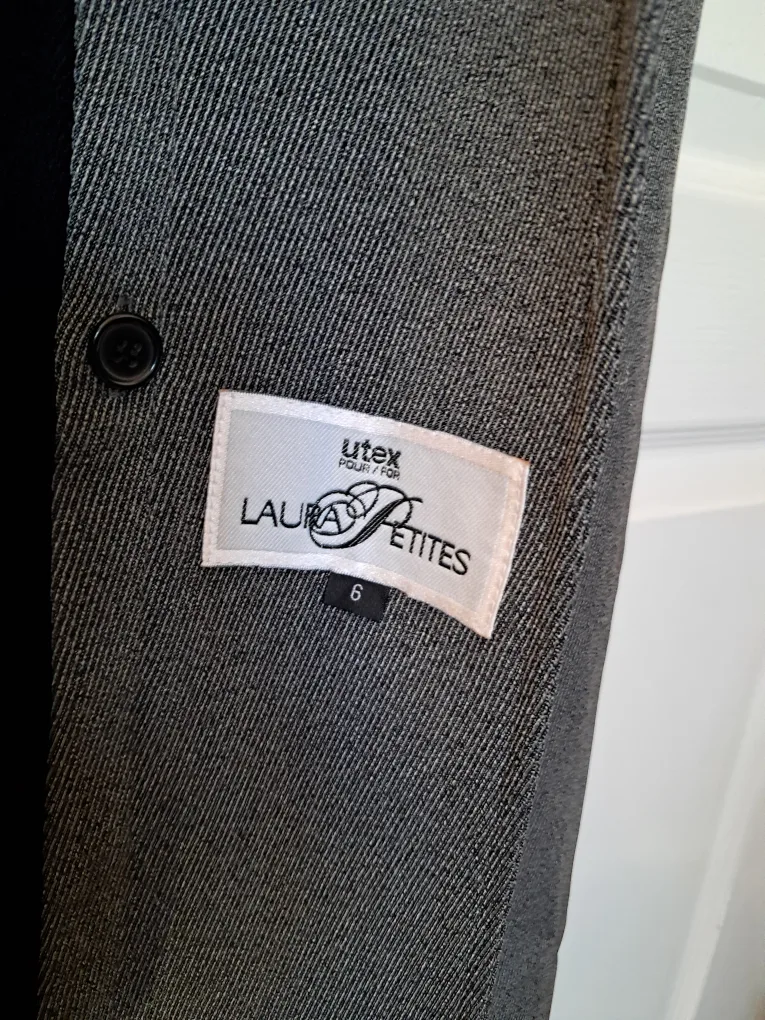 utex
POUR / FOR
LAURA PETITES
6